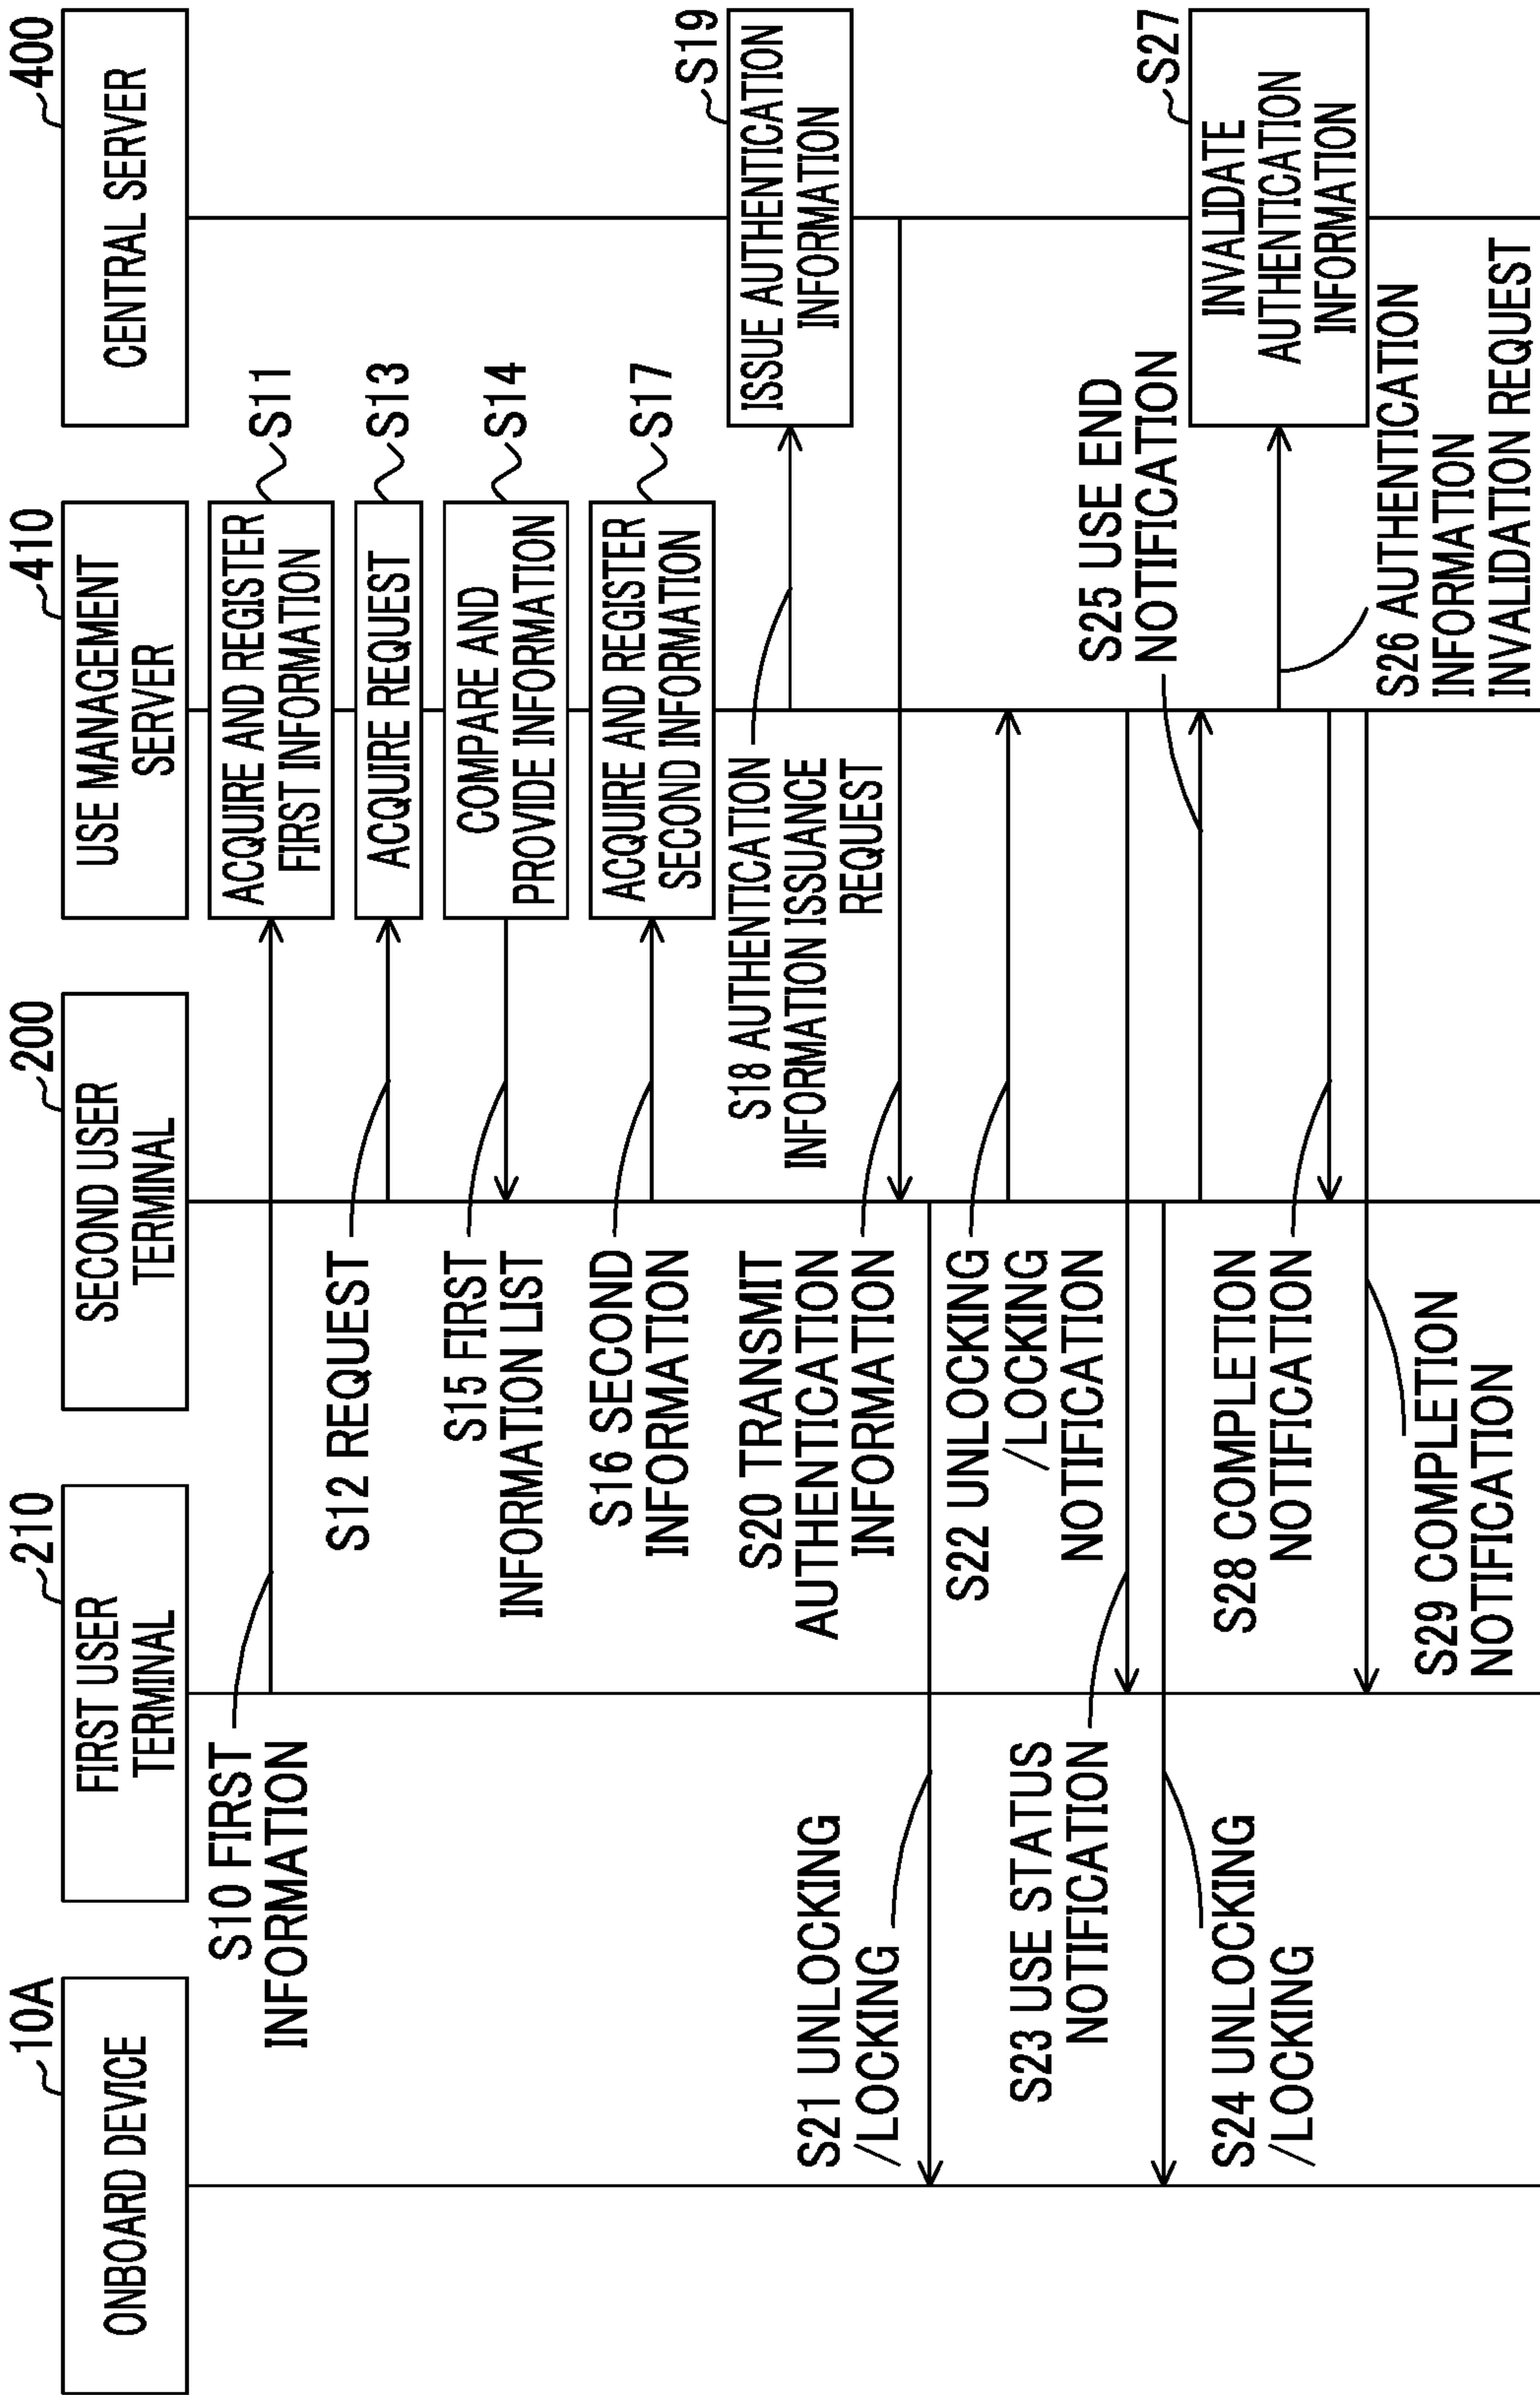 10A
ONBOARD DEVICE
210
FIRST USER
TERMINAL
200
SECOND USER
TERMINAL
410
USE MANAGEMENT
SERVER
400
CENTRAL SERVER
S10 FIRST
INFORMATION
ACQUIRE AND REGISTER
FIRST INFORMATION
S11
S12 REQUEST
ACQUIRE REQUEST
S13
COMPARE AND
PROVIDE INFORMATION
S14
S15 FIRST
INFORMATION LIST
S16 SECOND
INFORMATION
ACQUIRE AND REGISTER
SECOND INFORMATION
S17
S18 AUTHENTICATION
INFORMATION ISSUANCE
REQUEST
ISSUE AUTHENTICATION
INFORMATION
S19
S20 TRANSMIT
AUTHENTICATION
INFORMATION
S21 UNLOCKING
/LOCKING
S22 UNLOCKING
/LOCKING
NOTIFICATION
S23 USE STATUS
NOTIFICATION
S24 UNLOCKING
/LOCKING
S25 USE END
NOTIFICATION
S26 AUTHENTICATION
INFORMATION
INVALIDATION REQUEST
INVALIDATE
AUTHENTICATION
INFORMATION
S27
S28 COMPLETION
NOTIFICATION
S29 COMPLETION
NOTIFICATION